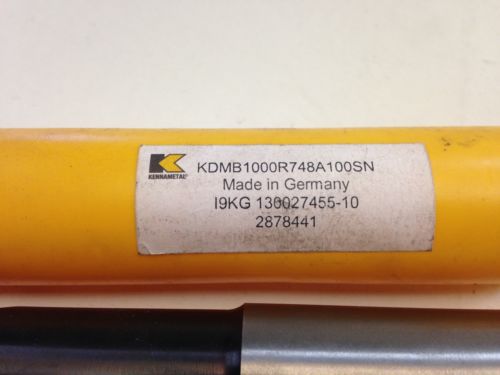 KENNAMETAL
KDMB1000R748A100SN
Made in Germany
I9KG 130027455-10
2878441